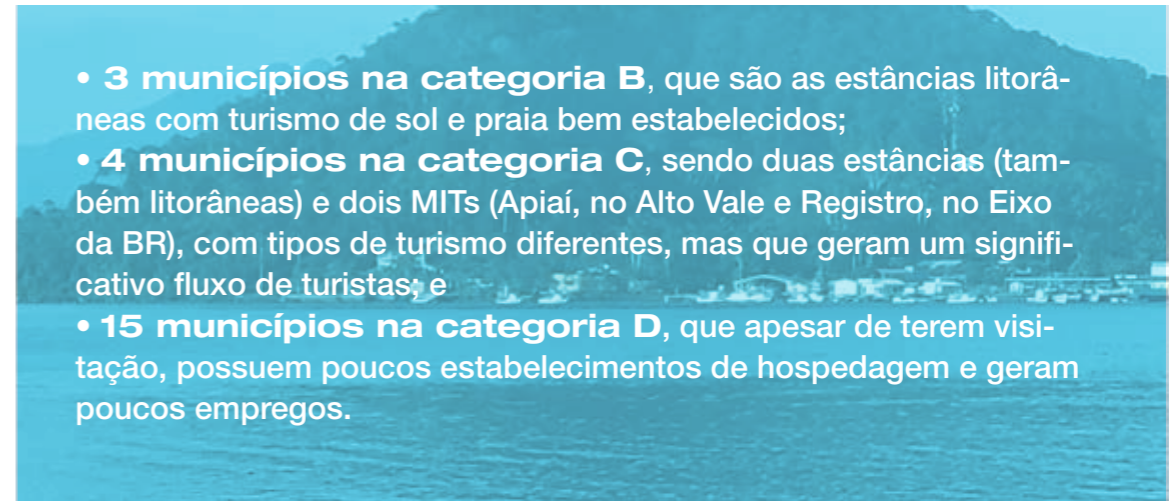 • 3 municípios na categoria B, que são as estâncias litorâ-
neas com turismo de sol e praia bem estabelecidos;
• 4 municípios na categoria C, sendo duas estâncias (tam-
bém litorâneas) e dois MITs (Apiaí, no Alto Vale e Registro, no Eixo
da BR), com tipos de turismo diferentes, mas que geram um signifi-
cativo fluxo de turistas; e
• 15 municípios na categoria D, que apesar de terem visi-
tação, possuem poucos estabelecimentos de hospedagem e geram
poucos empregos.